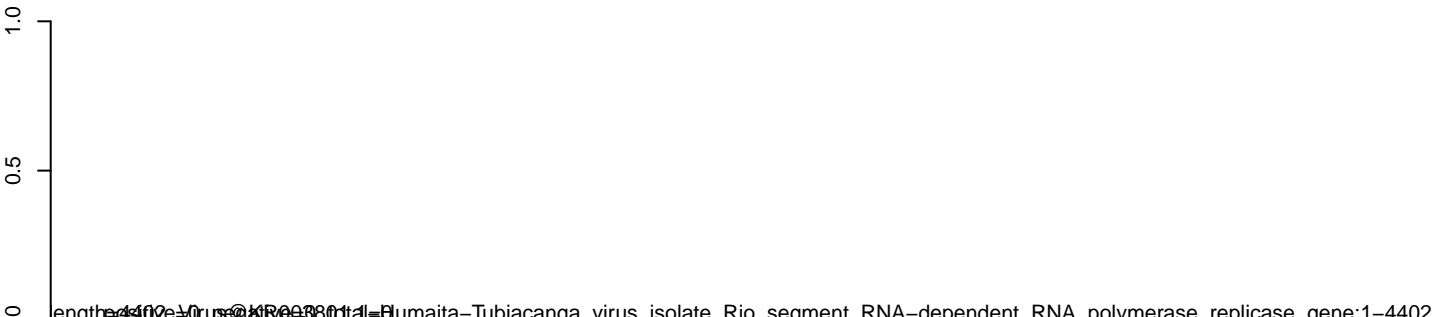 1.0
0.5
0
Humaita−Tubiacanga virus isolate Rio segment RNA−dependent RNA polymerase replicase gene:1−4402